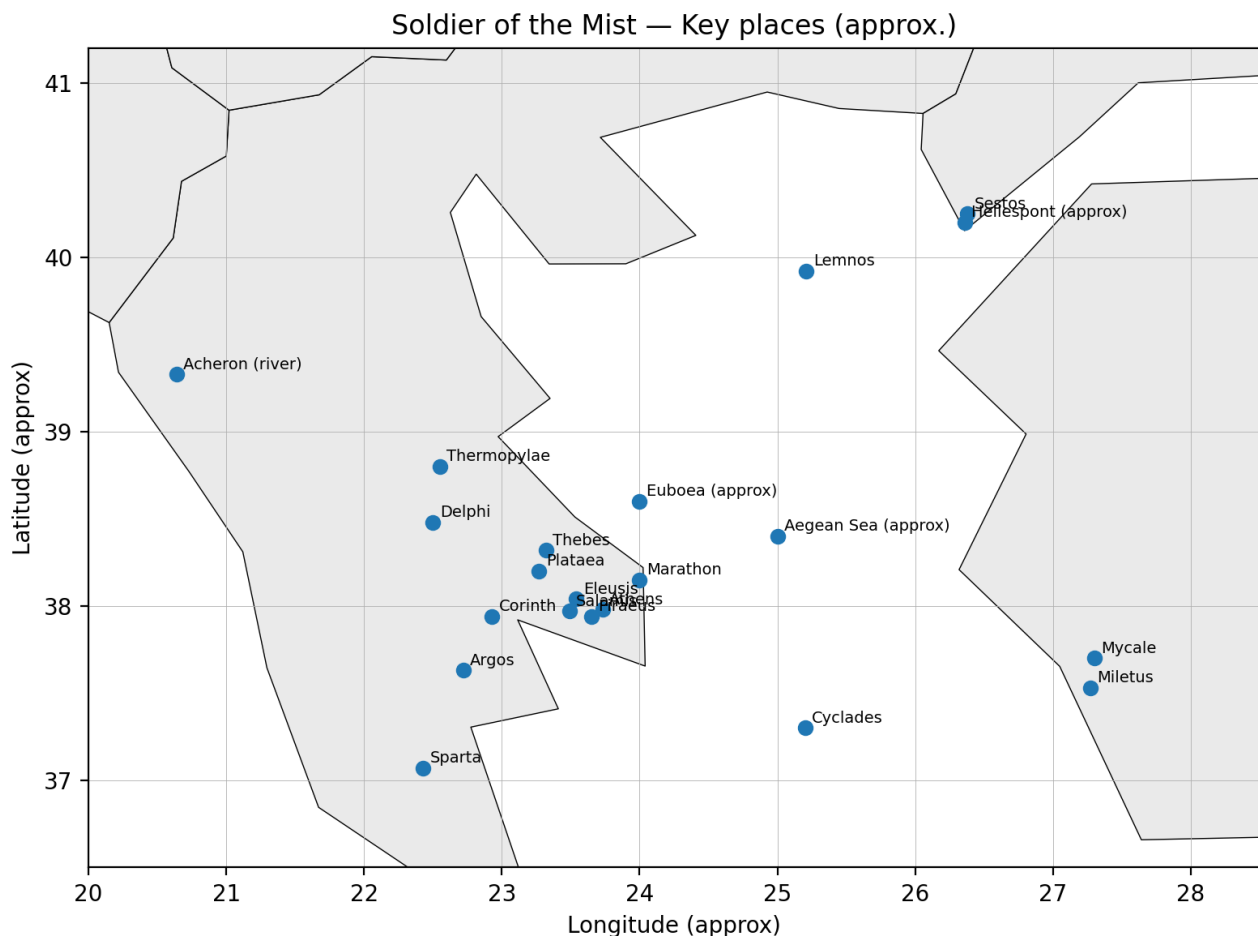 Soldier of the Mist — Key places (approx.)
41
Sestos
Hellespont (approx)
40
Lemnos
Acheron (river)
39
Thermopylae
Euboea (approx)
Delphi
Aegean Sea (approx)
Thebes
Plataea
Marathon
Eleusis
Salamis
Athens
38
Corinth
Piraeus
Argos
Mycale
Miletus
Cyclades
Sparta
37
Latitude (approx)
20 21 22 23 24 25 26 27 28
Longitude (approx)